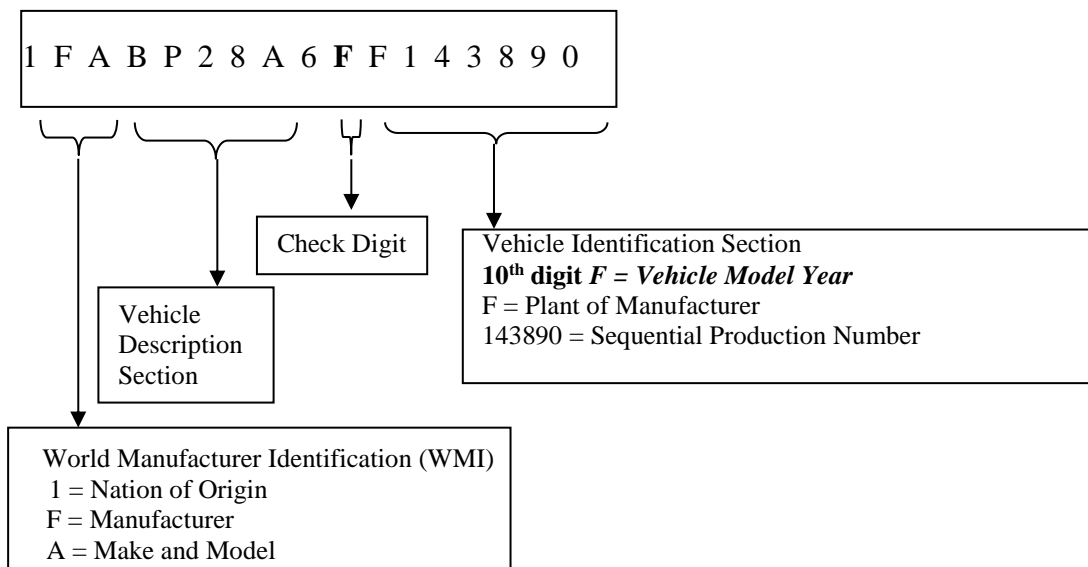 1 F A B P 2 8 A 6 F F 1 4 3 8 9 0
Check Digit
Vehicle Identification Section
10th digit F = Vehicle Model Year
F = Plant of Manufacturer
143890 = Sequential Production Number
Vehicle
Description
Section
World Manufacturer Identification (WMI)
1 = Nation of Origin
F = Manufacturer
A = Make and Model